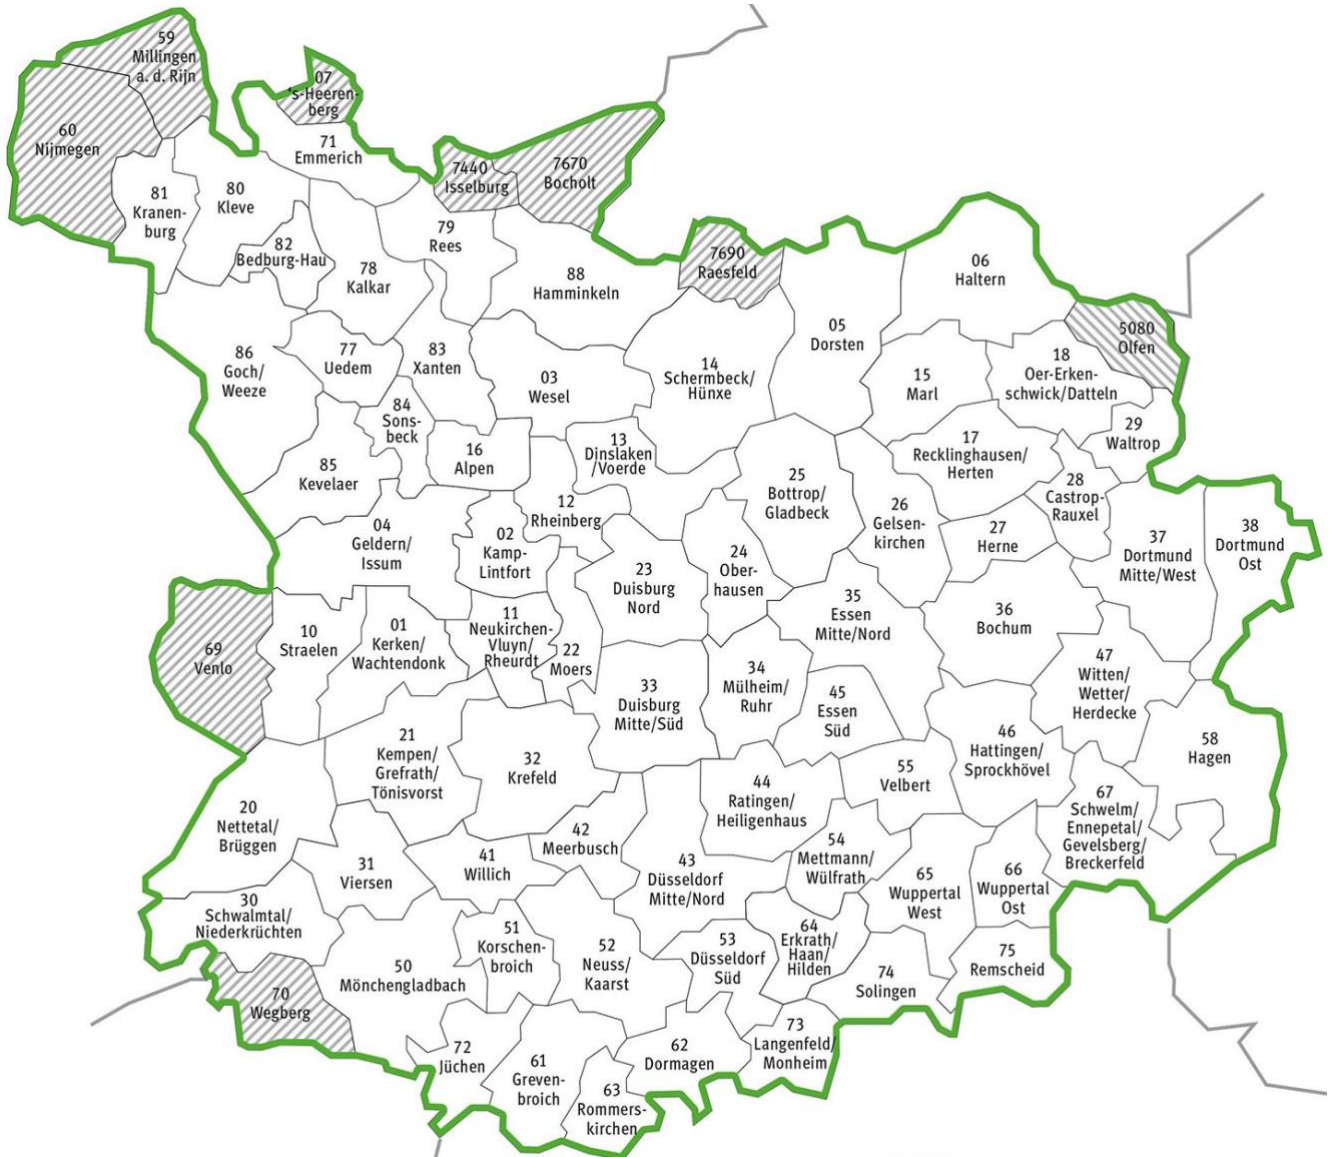 59
Millingen
a. d. Rijn
07
's-Heeren-
berg
60
Nijmegen
71
Emmerich
7440
Isselburg
7670
Bocholt
81
Kranen-
burg
80
Kleve
82
Bedburg-Hau
79
Rees
78
Kalkar
88
Hamminkeln
7690
Raesfeld
06
Haltern
05
Dorsten
5080
Olfen
86
Goch/
Weeze
77
Uedem
83
Xanten
03
Wesel
14
Schermbeck/
Hünxe
15
Marl
18
Oer-Erken-
schwick/Datteln
84
Sons-
beck
29
Waltrop
85
Kevelaer
16
Alpen
13
Dinslaken
/Voerde
17
Recklinghausen/
Herten
25
Bottrop/
Gladbeck
28
Castrop-
Rauxel
12
Rheinberg
26
Gelsen-
kirchen
04
Geldern/
Issum
02
Kamp-
Lintfort
27
Herne
37
Dortmund
Mitte/West
38
Dortmund
Ost
23
Duisburg
Nord
24
Ober-
hausen
35
Essen
Mitte/Nord
36
Bochum
69
Venlo
10
Straelen
01
Kerken/
Wachtendonk
11
Neukirchen-
Vluyn/
Rheurdt
22
Moers
33
Duisburg
Mitte/Süd
34
Mülheim/
Ruhr
45
Essen
Süd
47
Witten/
Wetter/
Herdecke
21
Kempen/
Grefrath/
Tönisvorst
32
Krefeld
46
Hattingen/
Sprockhövel
58
Hagen
44
Ratingen/
Heiligenhaus
55
Velbert
20
Nettetal/
Brüggen
67
Schwelm/
Ennepetal/
Gevelsberg/
Breckerfeld
31
Viersen
41
Willich
42
Meerbusch
43
Düsseldorf
Mitte/Nord
54
Mettmann/
Wülfrath
65
Wuppertal
West
66
Wuppertal
Ost
30
Schwalmtal/
Niederkrüchten
51
Korschen-
broich
52
Neuss/
Kaarst
53
Düsseldorf
Süd
64
Erkrath/
Haan/
Hilden
75
Remscheid
50
Mönchengladbach
74
Solingen
70
Wegberg
72
Jüchen
61
Greven-
broich
62
Dormagen
73
Langenfeld/
Monheim
63
Rommers-
kirchen